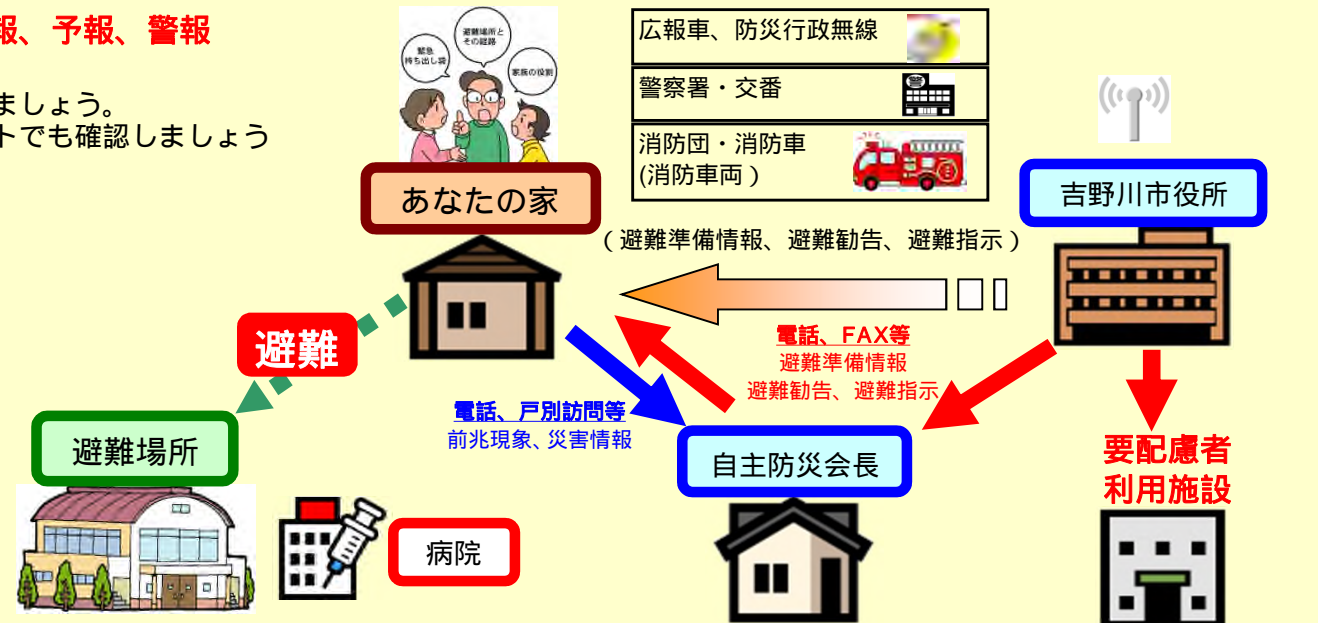 報、予報、警報
ましょう。
トでも確認しましょう
緊急
持ち出し袋
避難場所と
その経路
家族の役割
広報車、防災行政無線
警察署・交番
警
消防団・消防車
(消防車両)
あなたの家
吉野川市役所
(避難準備情報、避難勧告、避難指示)
避難
電話、FAX等
避難準備情報
避難勧告、避難指示
電話、戸別訪問等
前兆現象、災害情報
避難場所
自主防災会長
要配慮者
利用施設
病院